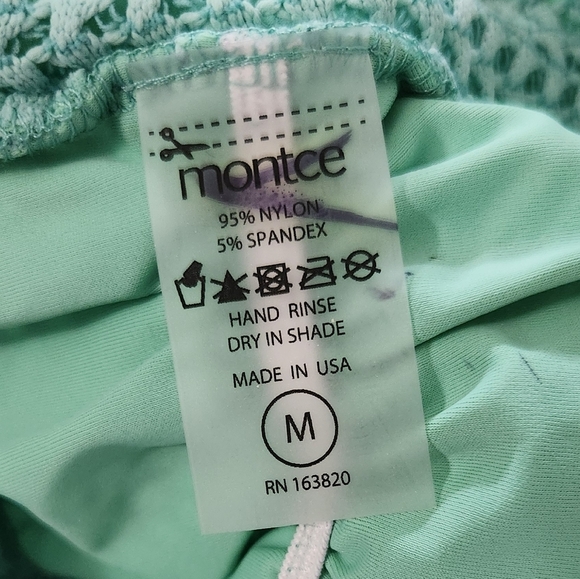 montce
95% NYLON
5% SPANDEX
HAND RINSE
DRY IN SHADE
MADE IN USA
M
RN 163820